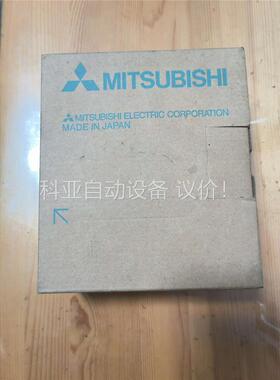 MITSUBISHI
MITSUBISHI ELECTRIC CORPORATION
MADE IN JAPAN
科亚自动设备 议价!